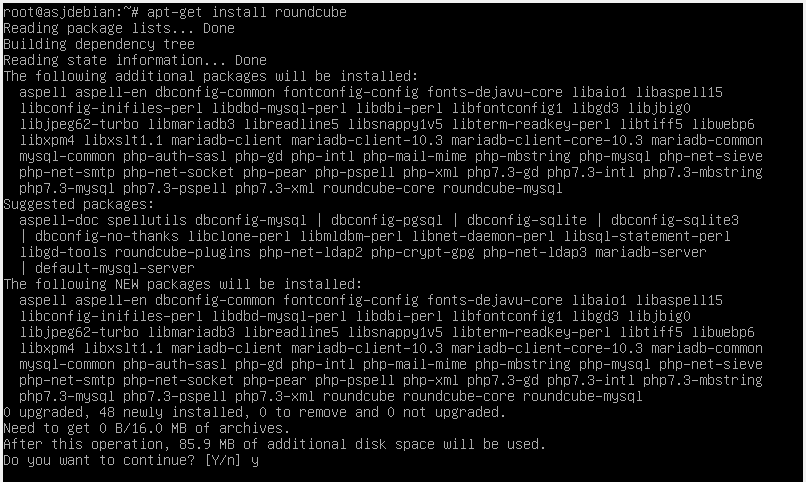 root@asjdebian:~# apt-get install roundcube
Reading package lists... Done
Building dependency tree
Reading state information... Done
The following additional packages will be installed:
  aspell aspell-en dbconfig-common fontconfig-config fonts-dejavu-core libaio1 libaspell15
  libconfig-inifiles-perl libdbd-mysql-perl libdbi-perl libfontconfig1 libgd3 libjbig0
  libjpeg62-turbo libmariadb3 libreadline5 libsnappy1v5 libterm-readkey-perl libtiff5 libwebp6
  libxpm4 libxslt1.1 mariadb-client mariadb-client-10.3 mariadb-client-core-10.3 mariadb-common
  mysql-common php-auth-sasl php-gd php-intl php-mail-mime php-mbstring php-mysql php-net-sieve
  php-net-smtp php-net-socket php-pear php-pspell php-xml php7.3-gd php7.3-intl php7.3-mbstring
  php7.3-mysql php7.3-pspell php7.3-xml roundcube-core roundcube-mysql
Suggested packages:
  aspell-doc spellutils dbconfig-mysql | dbconfig-pgsql | dbconfig-sqlite | dbconfig-sqlite3
  | dbconfig-no-thanks libclone-perl libmldbm-perl libnet-daemon-perl libsql-statement-perl
  libgd-tools roundcube-plugins php-net-ldap2 php-crypt-gpg php-net-ldap3 mariadb-server
  | default-mysql-server
The following NEW packages will be installed:
  aspell aspell-en dbconfig-common fontconfig-config fonts-dejavu-core libaio1 libaspell15
  libconfig-inifiles-perl libdbd-mysql-perl libdbi-perl libfontconfig1 libgd3 libjbig0
  libjpeg62-turbo libmariadb3 libreadline5 libsnappy1v5 libterm-readkey-perl libtiff5 libwebp6
  libxpm4 libxslt1.1 mariadb-client mariadb-client-10.3 mariadb-client-core-10.3 mariadb-common
  mysql-common php-auth-sasl php-gd php-intl php-mail-mime php-mbstring php-mysql php-net-sieve
  php-net-smtp php-net-socket php-pear php-pspell php-xml php7.3-gd php7.3-intl php7.3-mbstring
  php7.3-mysql php7.3-pspell php7.3-xml roundcube roundcube-core roundcube-mysql
0 upgraded, 48 newly installed, 0 to remove and 0 not upgraded.
Need to get 0 B/16.0 MB of archives.
After this operation, 85.9 MB of additional disk space will be used.
Do you want to continue? [Y/n] y